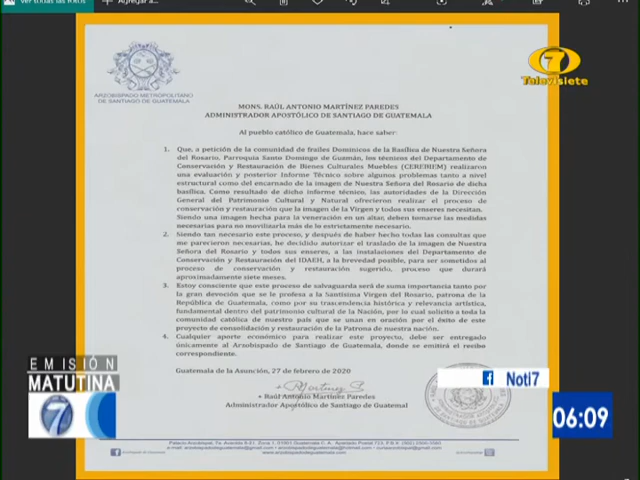 Ver todas las fotos
Agregar a...
7
Televisiete
ARZOBISPADO METROPOLITANO
DE SANTIAGO DE GUATEMALA
MONS. RAÚL ANTONIO MARTÍNEZ PAREDES
ADMINISTRADOR APOSTÓLICO DE SANTIAGO DE GUATEMALA
Al pueblo católico de Guatemala, hace saber:
1. Que, a petición de la comunidad de frailes Dominicos de la Basílica de Nuestra Señora
del Rosario, Parroquia Santo Domingo de Guzmán, los técnicos del Departamento de
Conservación y Restauración de Bienes Culturales Muebles (CEREBIEM) realizaron
una evaluación y posterior Informe Técnico sobre algunos problemas tanto a nivel
estructural como del encarnado de la imagen de Nuestra Señora del Rosario de dicha
basílica. Como resultado de dicho informe técnico, las autoridades de la Dirección
General del Patrimonio Cultural y Natural ofrecieron realizar el proceso de
conservación y restauración que la imagen de la Virgen y todos sus enseres necesitan.
Siendo una imagen hecha para la veneración en un altar, deben tomarse las medidas
necesarias para no movilizarla más de lo estrictamente necesario.
2. Siendo tan necesario este proceso, y después de haber hecho todas las consultas que
me parecieron necesarias, he decidido autorizar el traslado de la imagen de Nuestra
Señora del Rosario y todos sus enseres, a las instalaciones del Departamento de
Conservación y Restauración del IDAEH, a la brevedad posible, para ser sometidos al
proceso de conservación y restauración sugerido, proceso que durará
aproximadamente siete meses.
3. Estoy consciente que este proceso de salvaguarda será de suma importancia tanto por
la gran devoción que se le profesa a la Santísima Virgen del Rosario, patrona de la
República de Guatemala, como por su trascendencia histórica y relevancia artística,
fundamental dentro del patrimonio cultural de la Nación, por lo cual solicito a toda la
comunidad católica de nuestro país que se unan en oración por el éxito de este
proyecto de consolidación y restauración de la Patrona de nuestra nación.
4. Cualquier aporte económico para realizar este proyecto, debe ser entregado
únicamente al Arzobispado de Santiago de Guatemala, donde se emitirá el recibo
correspondiente.
Guatemala de la Asunción, 27 de febrero de 2020
+ Raúl Antonio Martínez Paredes
Administrador Apostólico de Santiago de Guatemal
EMISIÓN
MATUTINA
7
Noti7
06:09